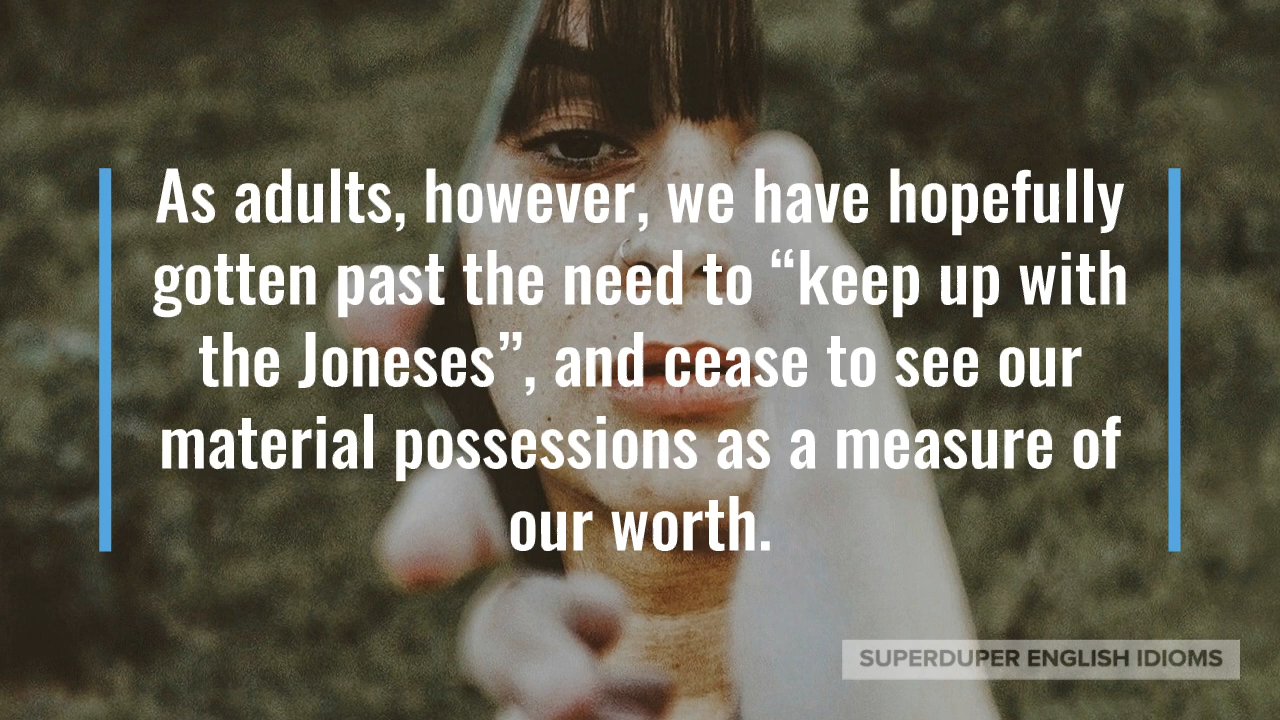 As adults, however, we have hopefully
gotten past the need to “keep up with
the Joneses”, and cease to see our
material possessions as a measure of
our worth.
SUPERDUPER ENGLISH IDIOMS